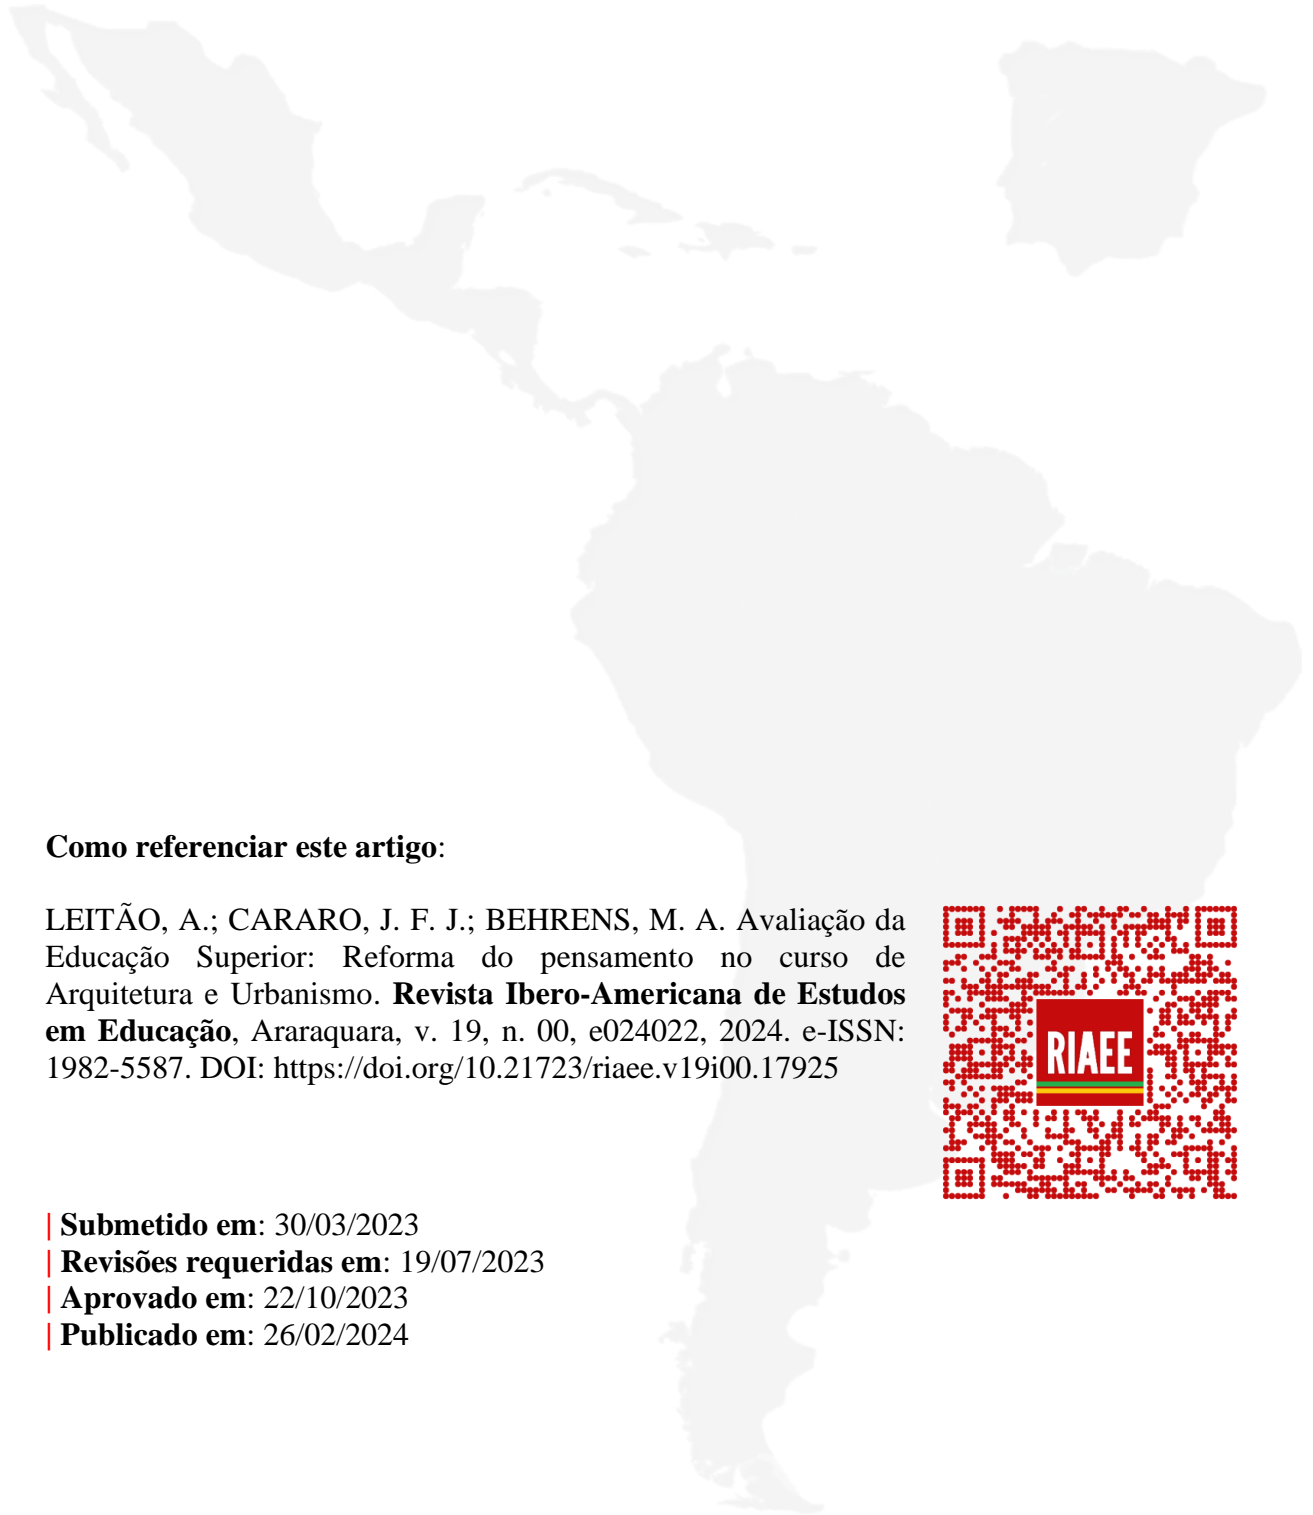 Como referenciar este artigo:
LEITÃO, A.; CARARO, J. F. J.; BEHRENS, M. A. Avaliação da
Educação Superior: Reforma do pensamento no curso de
Arquitetura e Urbanismo. Revista Ibero-Americana de Estudos
em Educação, Araraquara, v. 19, n. 00, e024022, 2024. e-ISSN:
1982-5587. DOI: https://doi.org/10.21723/riaee.v19i00.17925
RIAEE
| Submetido em: 30/03/2023
| Revisões requeridas em: 19/07/2023
| Aprovado em: 22/10/2023
| Publicado em: 26/02/2024